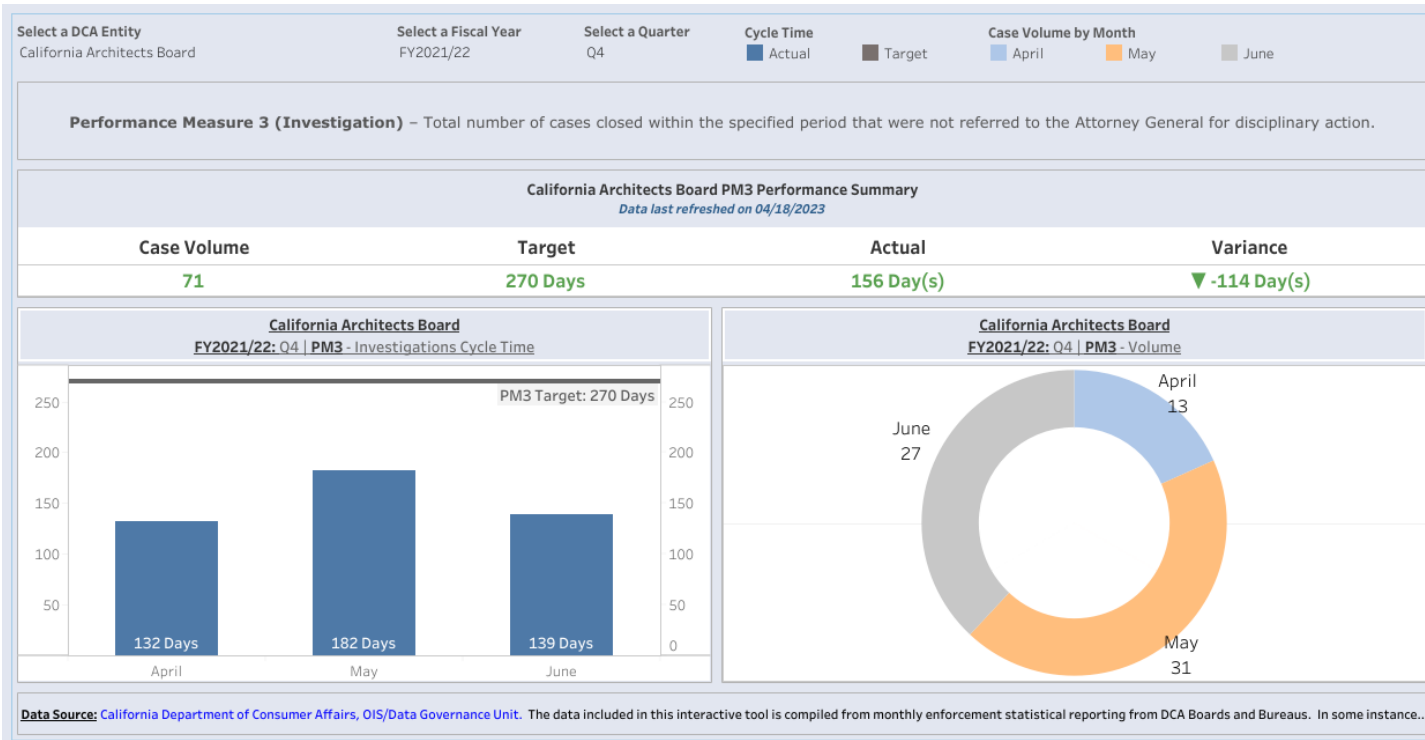 Select a DCA Entity
California Architects Board
Select a Fiscal Year
FY2021/22
Select a Quarter
Q4
Cycle Time
Actual Target
Case Volume by Month
April May June
Performance Measure 3 (Investigation) – Total number of cases closed within the specified period that were not referred to the Attorney General for disciplinary action.
California Architects Board PM3 Performance Summary
Data last refreshed on 04/18/2023
Case Volume Target Actual Variance
71 270 Days 156 Day(s) ▼ -114 Day(s)
California Architects Board
FY2021/22: Q4 | PM3 - Investigations Cycle Time
PM3 Target: 270 Days
250 250
200 200
150 150
100 100
50 50
0
132 Days 182 Days 139 Days
April May June
California Architects Board
FY2021/22: Q4 | PM3 - Volume
April
13
June
27
May
31
Data Source: California Department of Consumer Affairs, OIS/Data Governance Unit. The data included in this interactive tool is compiled from monthly enforcement statistical reporting from DCA Boards and Bureaus. In some instance..